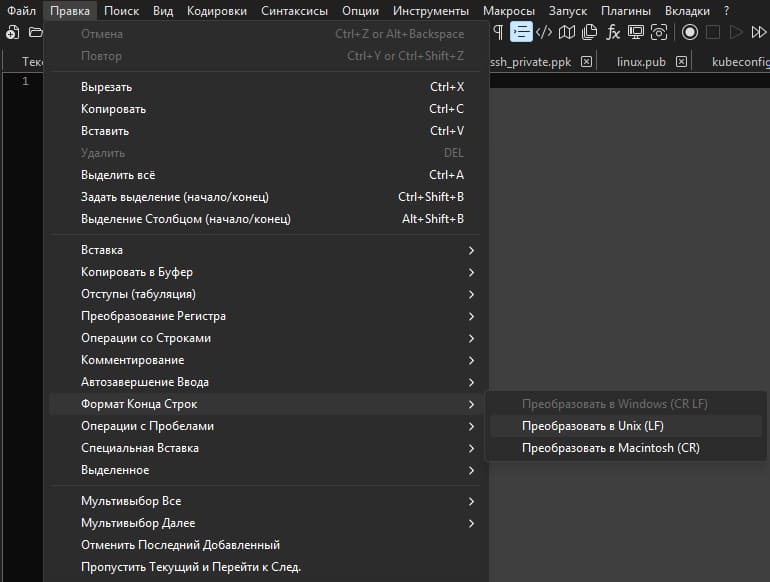 Файл Правка Поиск Вид Кодировки Синтаксисы Опции Инструменты Макросы Запуск Плагины Вкладки ?
ssh_private.ppk linux.pub kubeconfig
1
Отмена Ctrl+Z or Alt+Backspace
Повтор Ctrl+Y or Ctrl+Shift+Z
Вырезать Ctrl+X
Копировать Ctrl+C
Вставить Ctrl+V
Удалить DEL
Выделить всё Ctrl+A
Задать выделение (начало/конец) Ctrl+Shift+B
Выделение Столбцом (начало/конец) Alt+Shift+B
Вставка
Копировать в Буфер
Отступы (табуляция)
Преобразование Регистра
Операции со Строками
Комментирование
Автозавершение Ввода
Формат Конца Строк
Преобразовать в Windows (CR LF)
Операции с Пробелами
Преобразовать в Unix (LF)
Специальная Вставка
Преобразовать в Macintosh (CR)
Выделенное
Мультивыбор Все
Мультивыбор Далее
Отменить Последний Добавленный
Пропустить Текущий и Перейти к След.